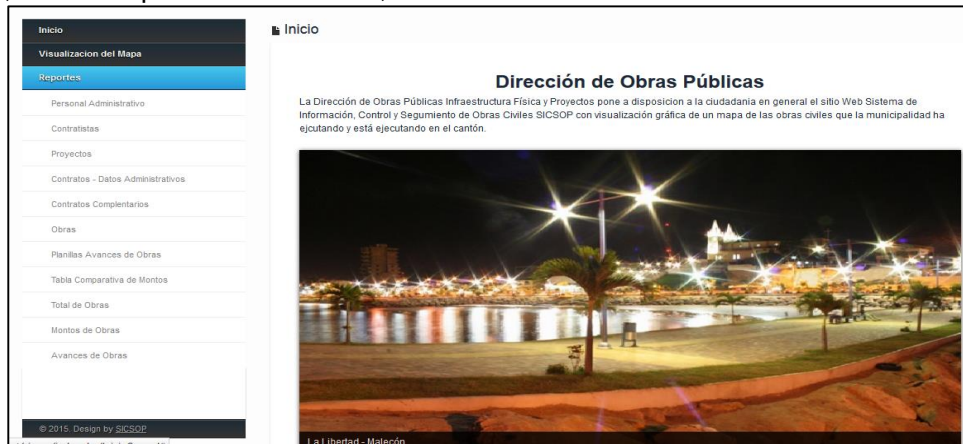 Inicio
Visualizacion del Mapa
Reportes
Personal Administrativo
Contratistas
Proyectos
Contratos - Datos Administrativos
Contratos Complentarios
Obras
Planillas Avances de Obras
Tabla Comparativa de Montos
Total de Obras
Montos de Obras
Avances de Obras
© 2015. Design by SICSOP
Inicio
Dirección de Obras Públicas
La Dirección de Obras Públicas Infraestructura Física y Proyectos pone a disposicion a la ciudadania en general el sitio Web Sistema de
Información, Control y Segumiento de Obras Civiles SICSOP con visualización gráfica de un mapa de las obras civiles que la municipalidad ha
ejcutando y está ejecutando en el cantón.
La Libertad - Malecón